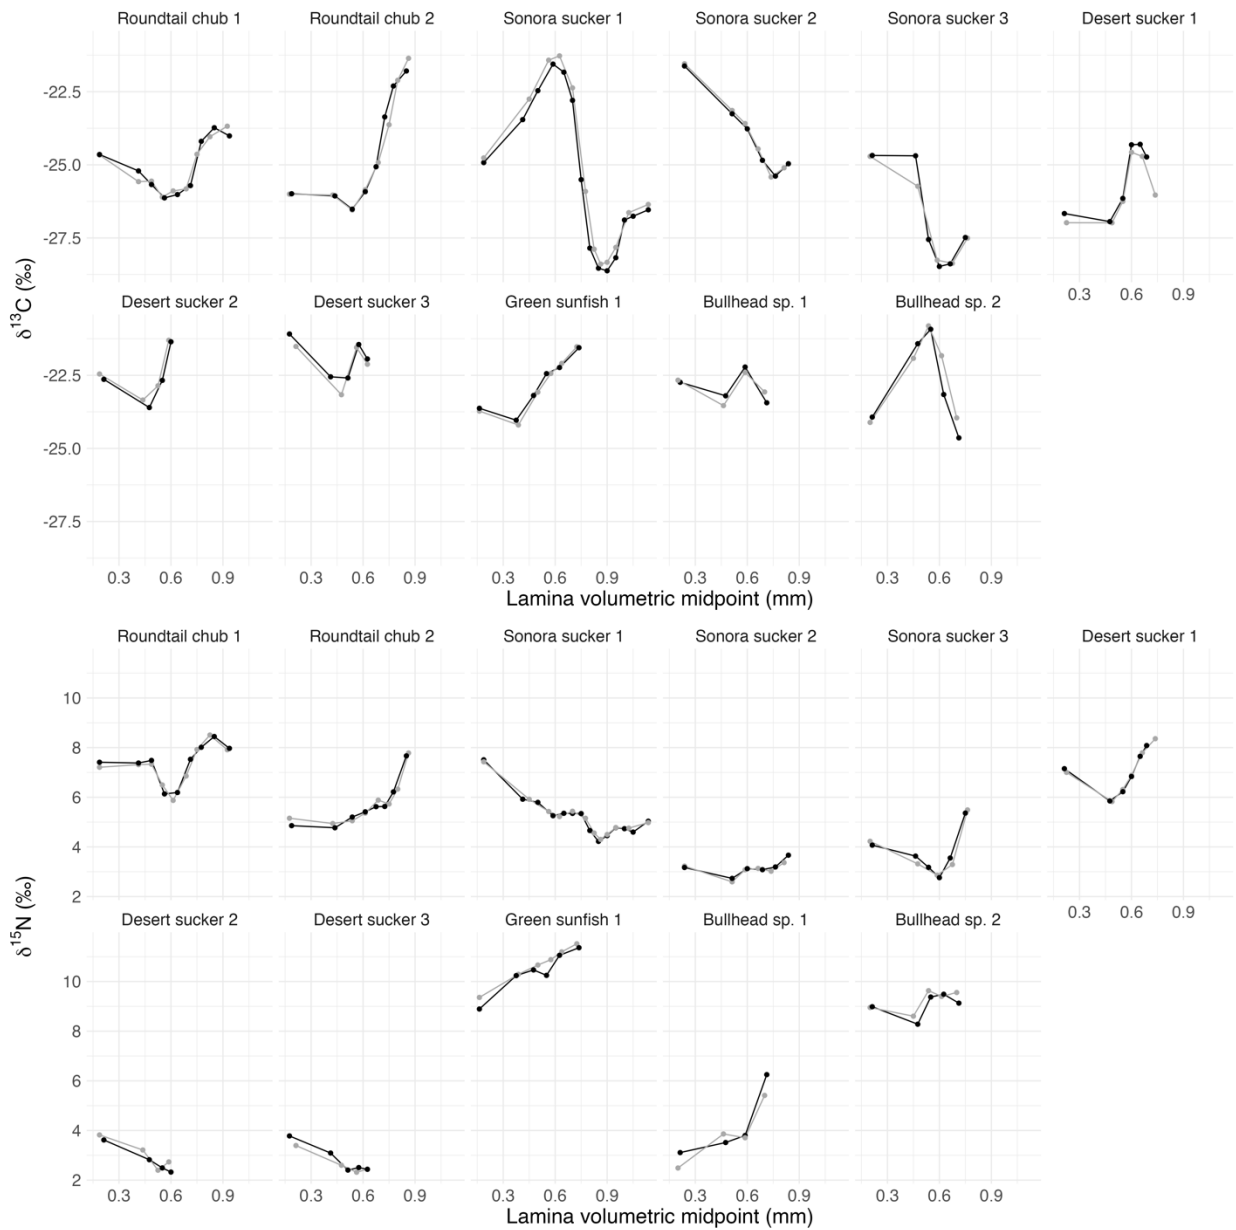 Roundtail chub 1 Roundtail chub 2 Sonora sucker 1 Sonora sucker 2 Sonora sucker 3 Desert sucker 1
-22.5
-25.0
-27.5
0.3 0.6 0.9
Desert sucker 2 Desert sucker 3 Green sunfish 1 Bullhead sp. 1 Bullhead sp. 2
δ¹³C (‰)
-22.5
-25.0
-27.5
0.3 0.6 0.9 0.3 0.6 0.9 0.3 0.6 0.9 0.3 0.6 0.9 0.3 0.6 0.9
Lamina volumetric midpoint (mm)
Roundtail chub 1 Roundtail chub 2 Sonora sucker 1 Sonora sucker 2 Sonora sucker 3 Desert sucker 1
10
8
6
4
2
0.3 0.6 0.9
Desert sucker 2 Desert sucker 3 Green sunfish 1 Bullhead sp. 1 Bullhead sp. 2
δ¹⁵N (‰)
10
8
6
4
2
0.3 0.6 0.9 0.3 0.6 0.9 0.3 0.6 0.9 0.3 0.6 0.9 0.3 0.6 0.9
Lamina volumetric midpoint (mm)